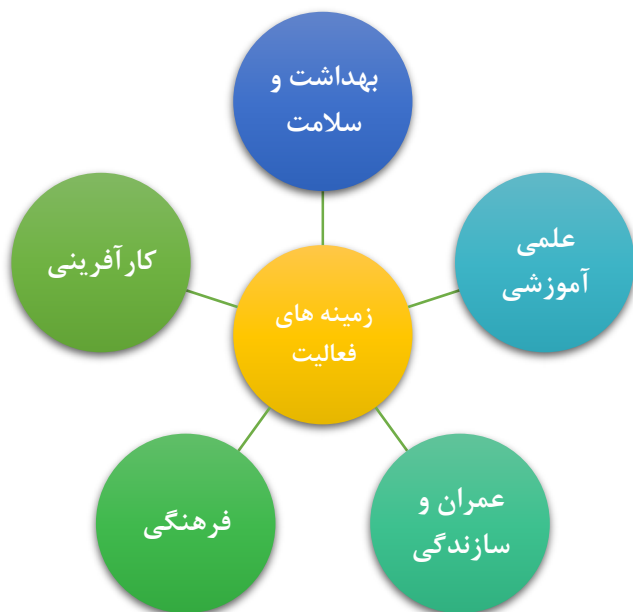 بهداشت و
سلامت
علمی
آموزشی
عمران و
سازندگی
فرهنگی
کارآفرینی
زمینه های
فعالیت